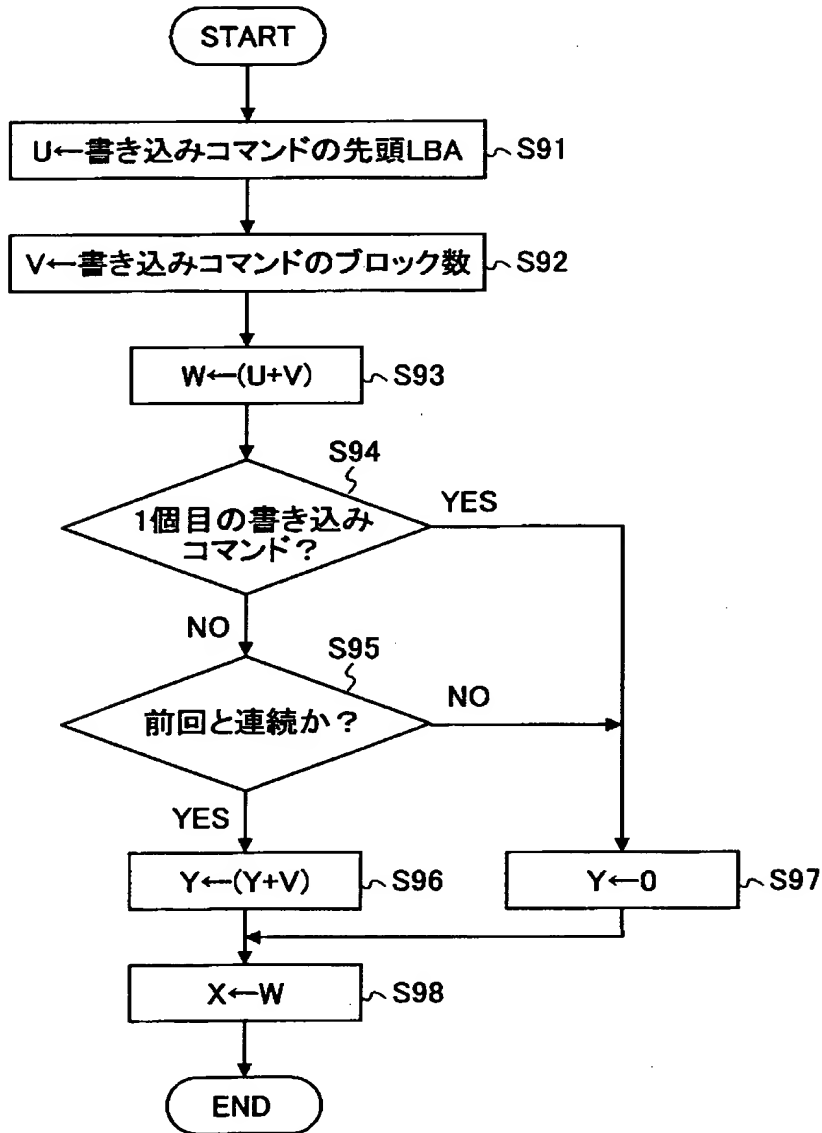 START
U←書き込みコマンドの先頭LBA
S91
V←書き込みコマンドのブロック数
S92
W←(U+V)
S93
S94
1個目の書き込み
コマンド？
YES
NO
S95
前回と連続か？
NO
YES
Y←(Y+V)
S96
Y←0
S97
X←W
S98
END